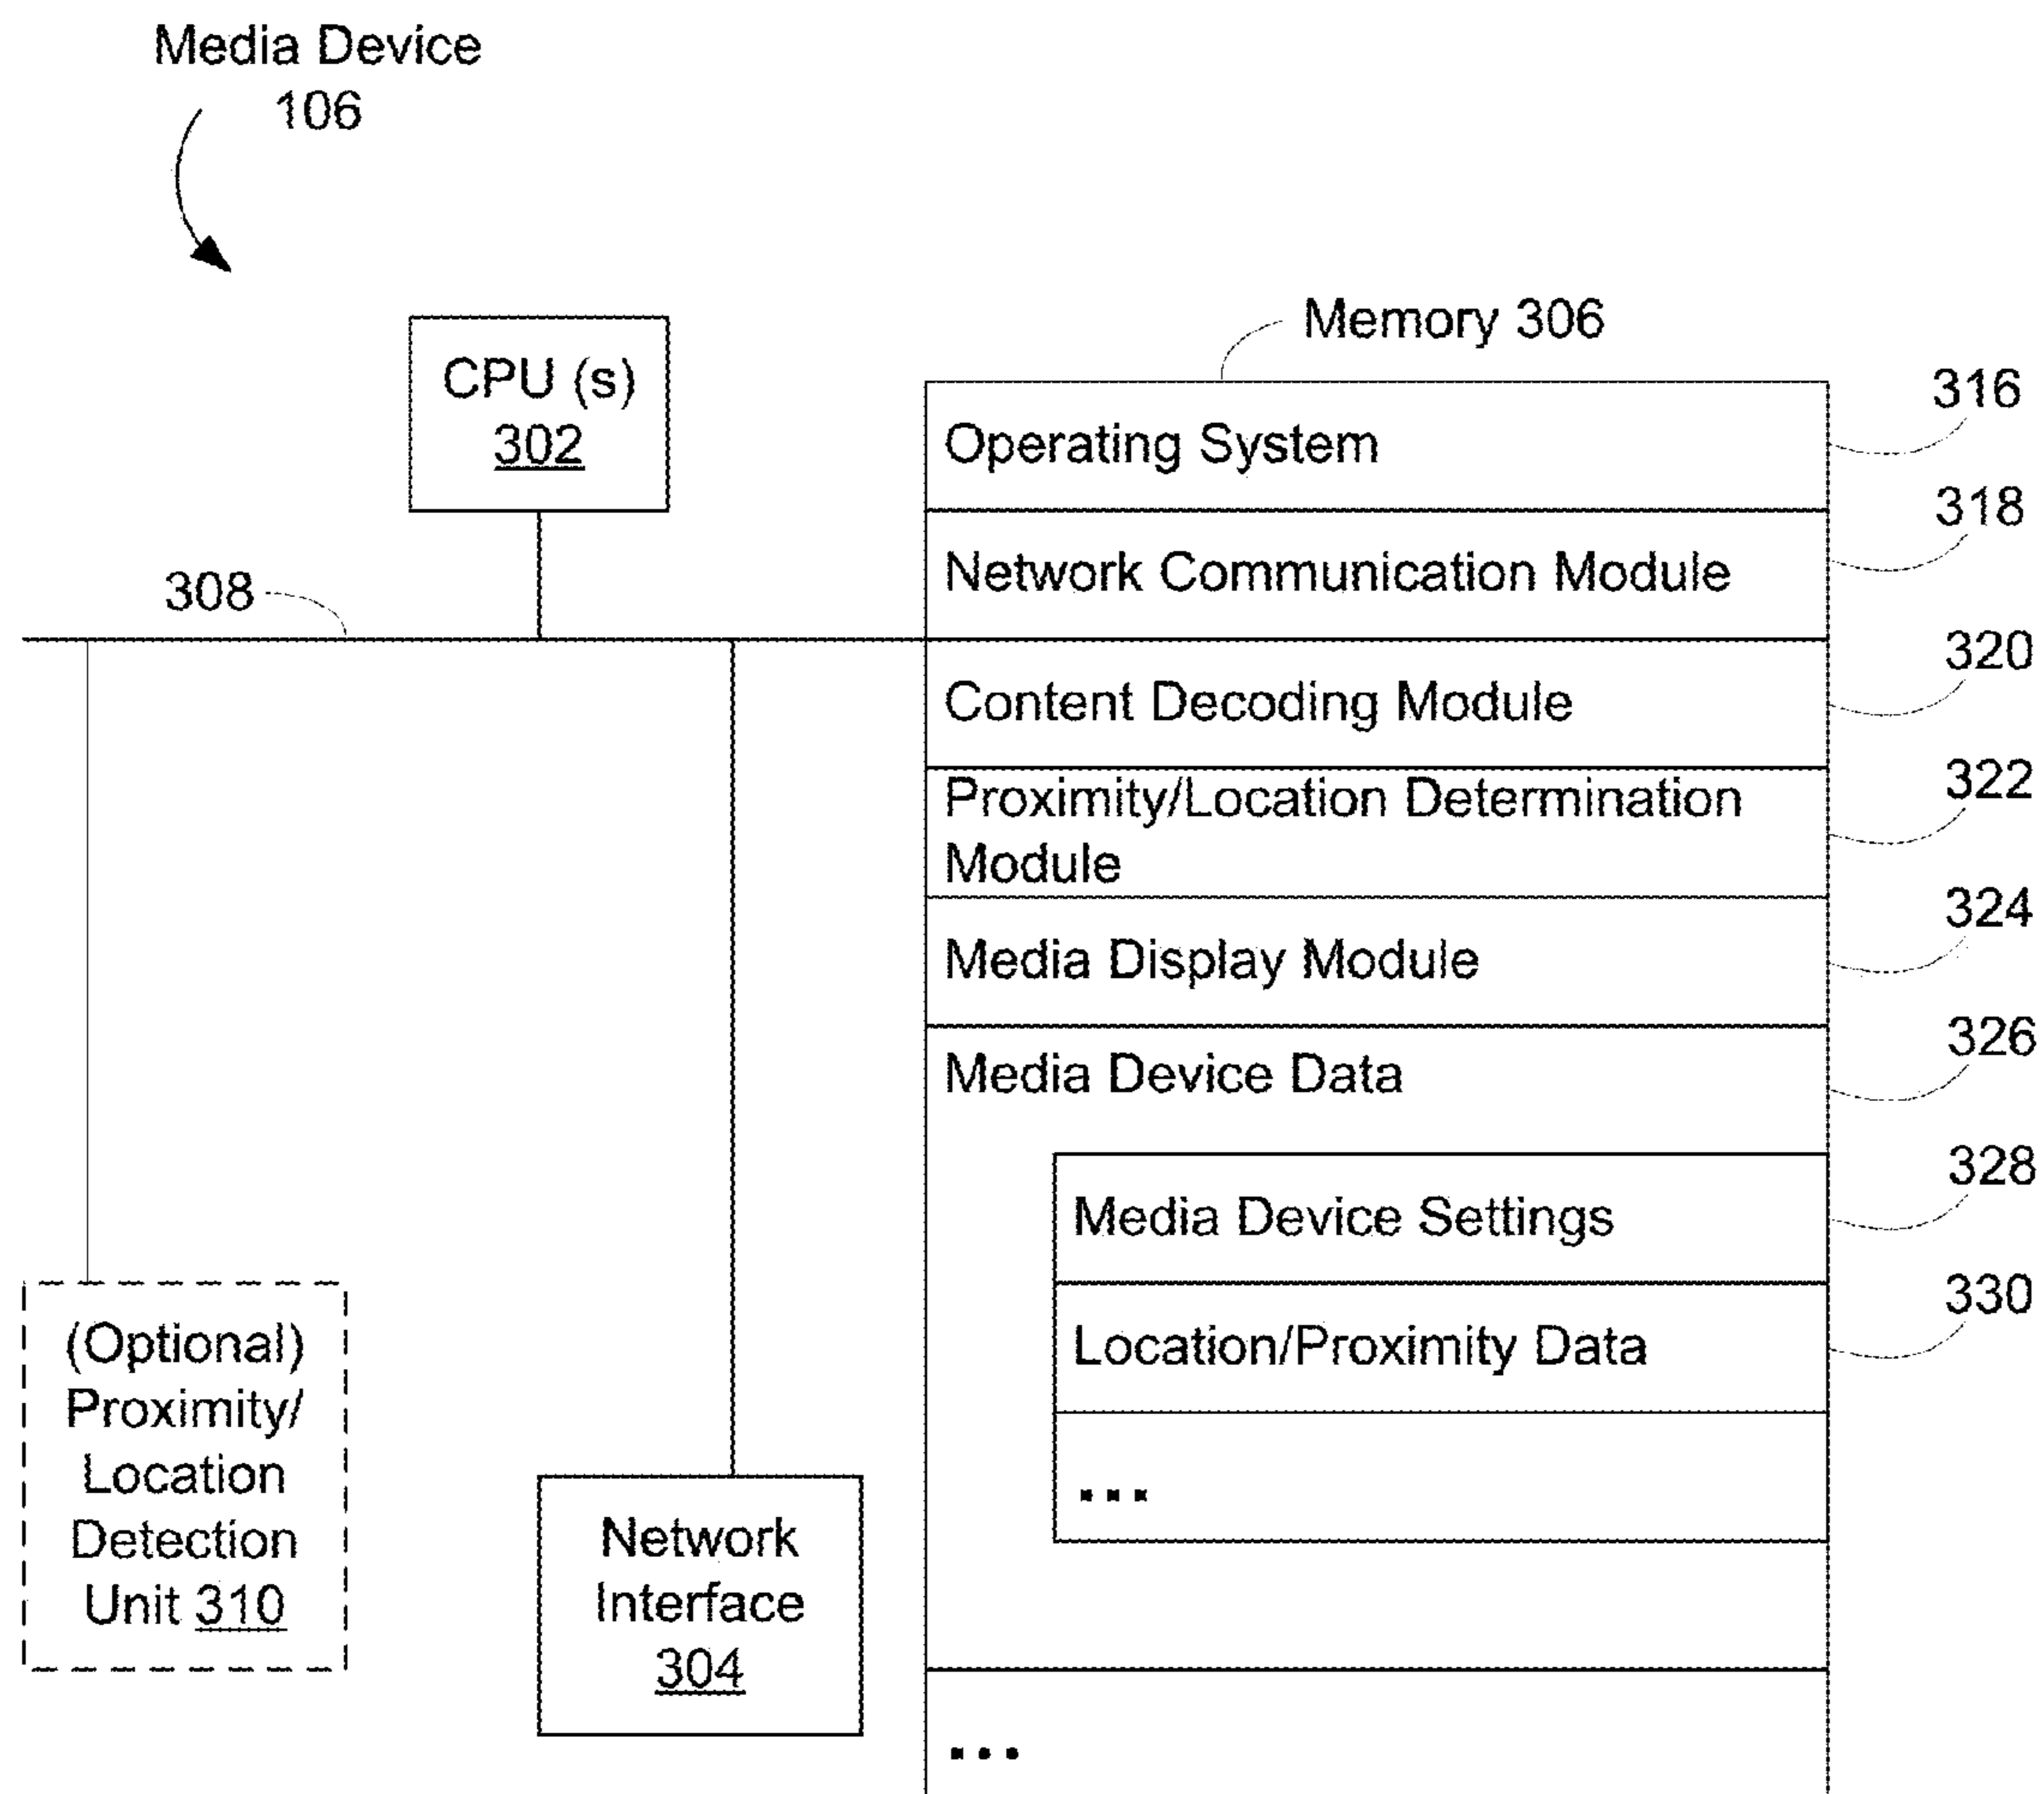 Media Device
106
CPU (s)
302
308
Memory 306
Operating System
316
Network Communication Module
318
Content Decoding Module
320
Proximity/Location Determination
Module
322
Media Display Module
324
Media Device Data
326
Media Device Settings
328
Location/Proximity Data
330
...
...
(Optional)
Proximity/
Location
Detection
Unit 310
Network
Interface
304